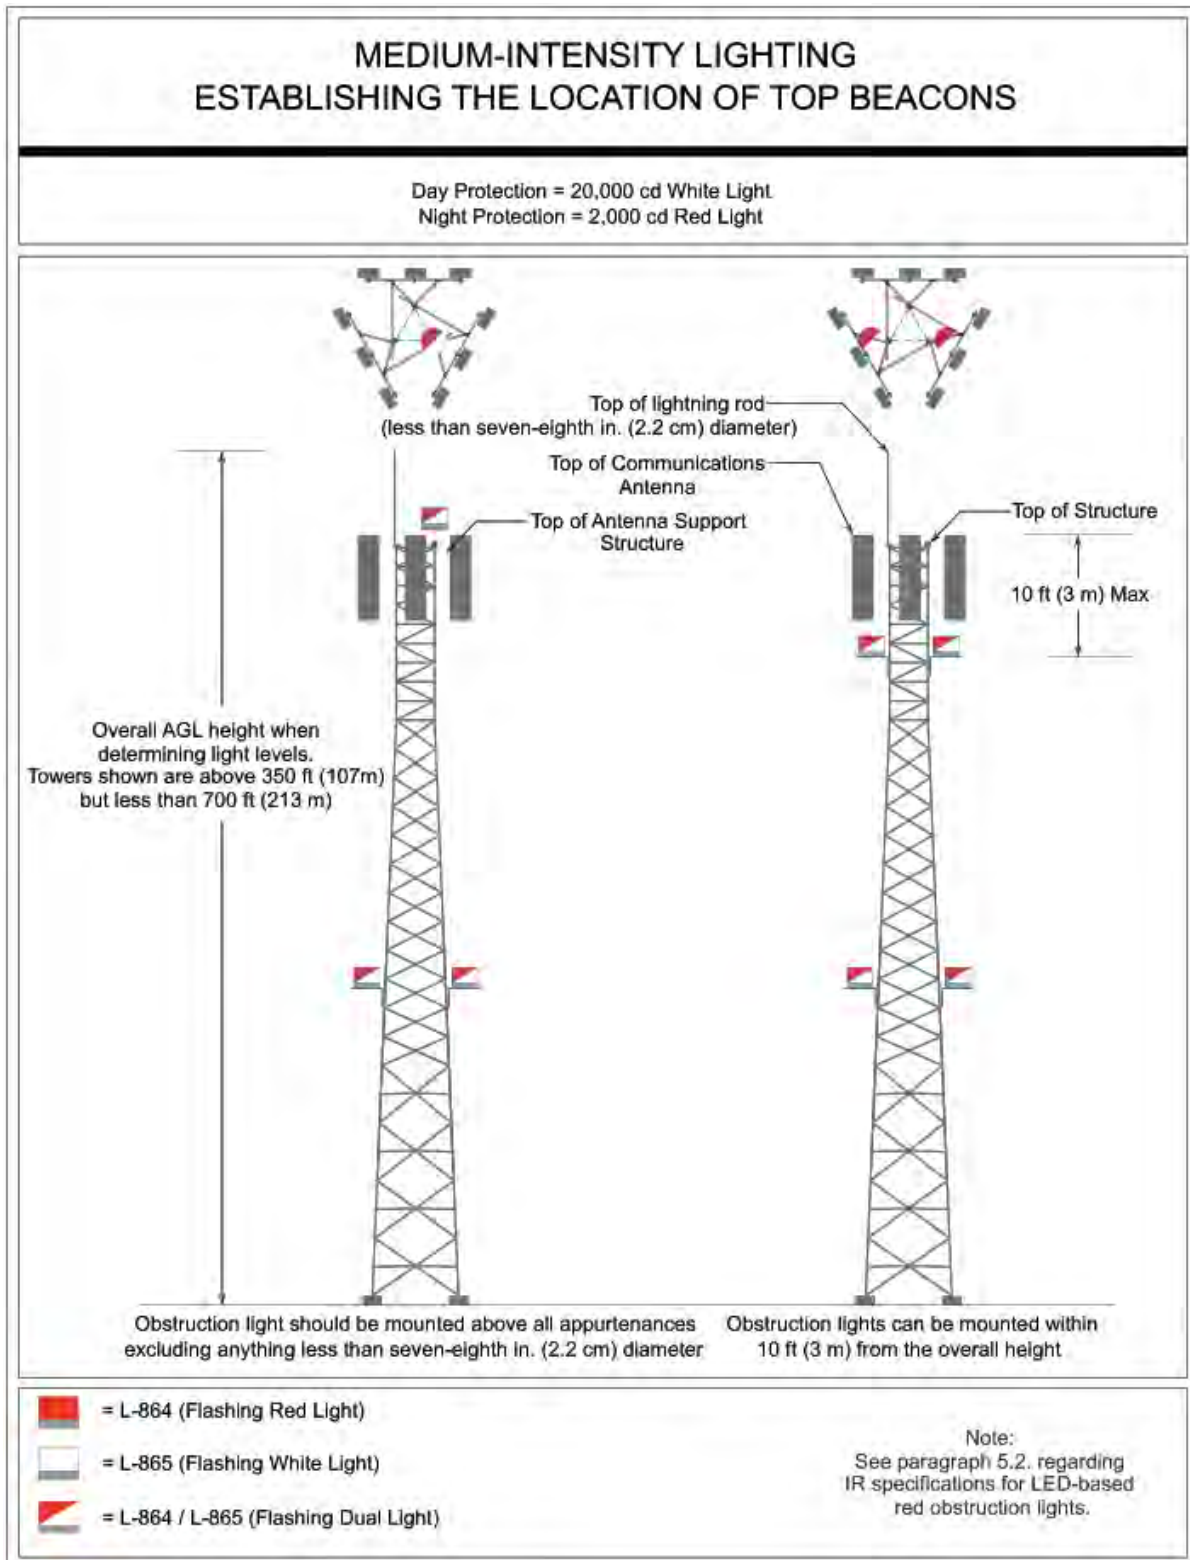 MEDIUM-INTENSITY LIGHTING
ESTABLISHING THE LOCATION OF TOP BEACONS
Day Protection = 20,000 cd White Light
Night Protection = 2,000 cd Red Light
Top of lightning rod
(less than seven-eighth in. (2.2 cm) diameter)
Top of Communications
Antenna
Top of Antenna Support
Structure
Top of Structure
10 ft (3 m) Max
Overall AGL height when
determining light levels.
Towers shown are above 350 ft (107m)
but less than 700 ft (213 m)
Obstruction light should be mounted above all appurtenances
excluding anything less than seven-eighth in. (2.2 cm) diameter
Obstruction lights can be mounted within
10 ft (3 m) from the overall height
= L-864 (Flashing Red Light)
= L-865 (Flashing White Light)
= L-864 / L-865 (Flashing Dual Light)
Note:
See paragraph 5.2. regarding
IR specifications for LED-based
red obstruction lights.